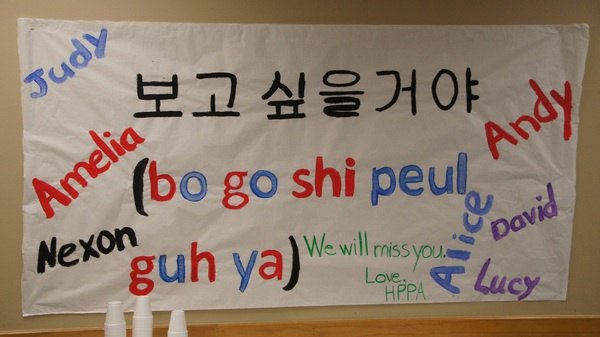 Judy
보고 싶을거야
Andy
Amelia
(bo go shi peul
guh ya)
Nexon
We will miss you.
Love,
HPPA
Alice
David
Lucy